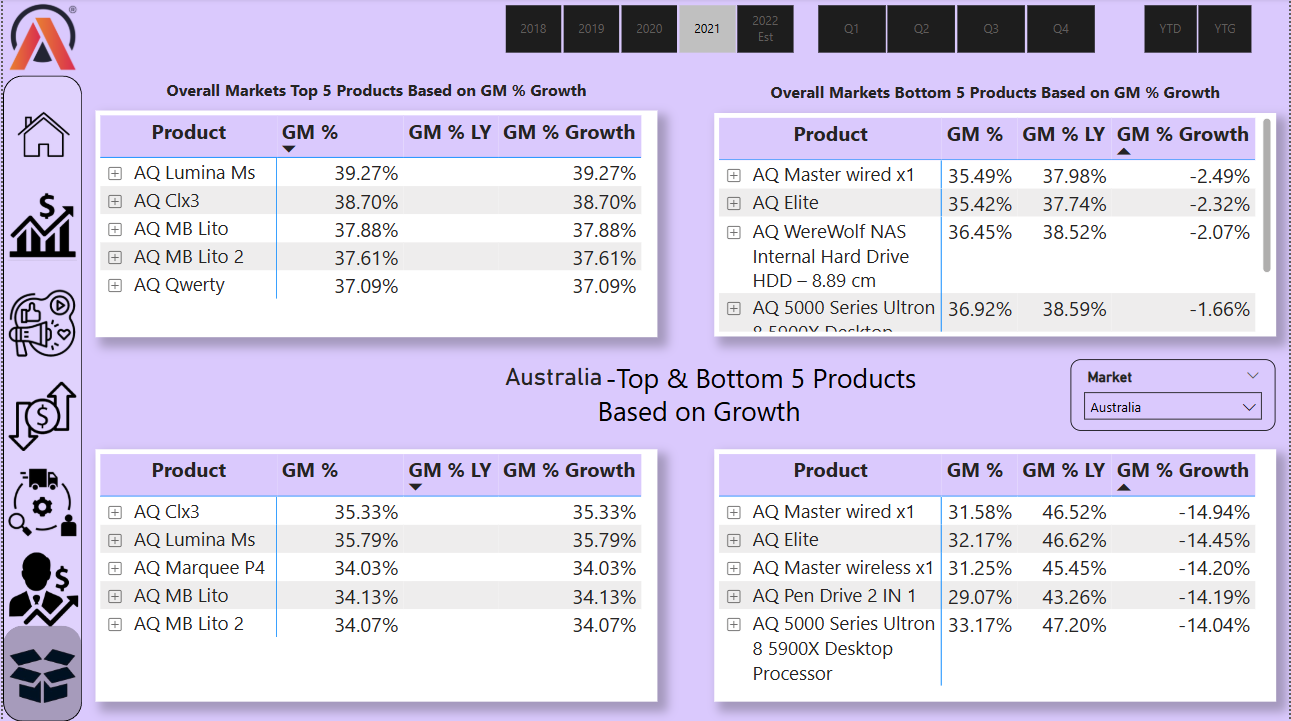 ®
2018 2019 2020 2021 2022 Est Q1 Q2 Q3 Q4 YTD YTG
Overall Markets Top 5 Products Based on GM % Growth
Product GM % GM % LY GM % Growth
AQ Lumina Ms 39.27% 39.27%
AQ Clx3 38.70% 38.70%
AQ MB Lito 37.88% 37.88%
AQ MB Lito 2 37.61% 37.61%
AQ Qwerty 37.09% 37.09%
Overall Markets Bottom 5 Products Based on GM % Growth
Product GM % GM % LY GM % Growth
AQ Master wired x1 35.49% 37.98% -2.49%
AQ Elite 35.42% 37.74% -2.32%
AQ WereWolf NAS 36.45% 38.52% -2.07%
Internal Hard Drive
HDD – 8.89 cm
AQ 5000 Series Ultron 36.92% 38.59% -1.66%
8 5900X Desktop
Australia -Top & Bottom 5 Products
Based on Growth
Market
Australia
Product GM % GM % LY GM % Growth
AQ Clx3 35.33% 35.33%
AQ Lumina Ms 35.79% 35.79%
AQ Marquee P4 34.03% 34.03%
AQ MB Lito 34.13% 34.13%
AQ MB Lito 2 34.07% 34.07%
Product GM % GM % LY GM % Growth
AQ Master wired x1 31.58% 46.52% -14.94%
AQ Elite 32.17% 46.62% -14.45%
AQ Master wireless x1 31.25% 45.45% -14.20%
AQ Pen Drive 2 IN 1 29.07% 43.26% -14.19%
AQ 5000 Series Ultron 33.17% 47.20% -14.04%
8 5900X Desktop
Processor